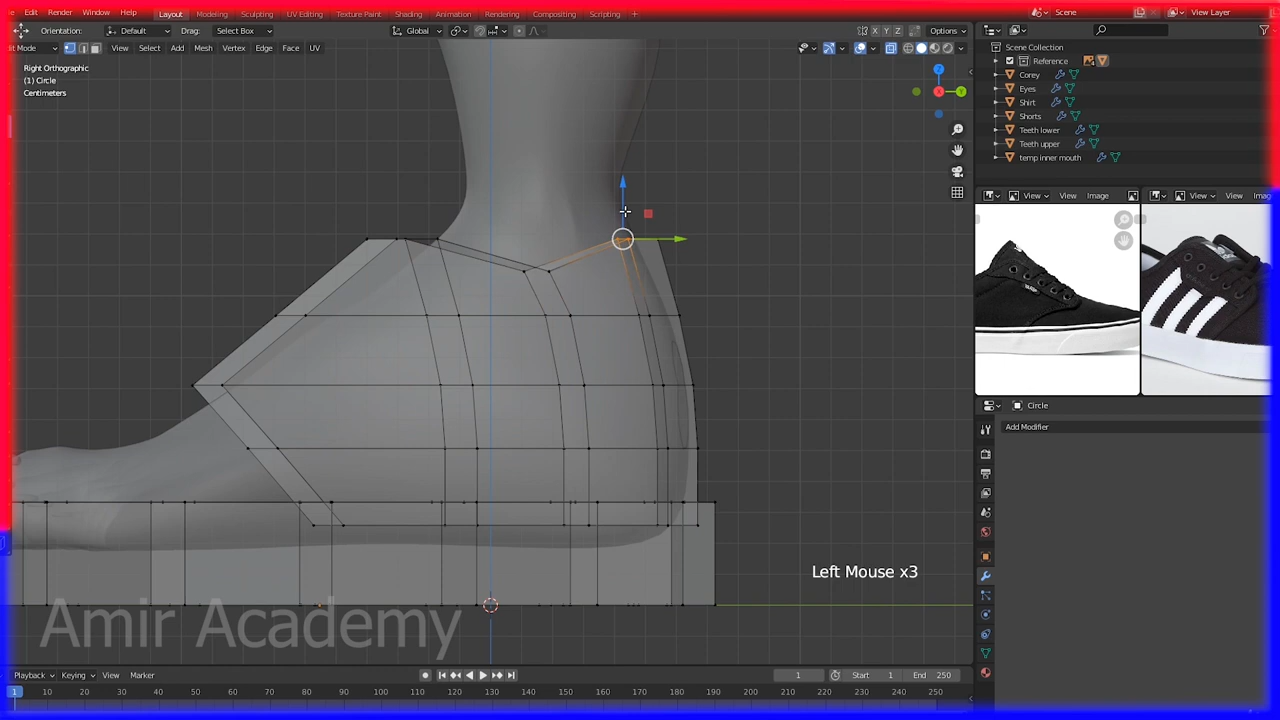 Edit Render Window Help Layout Modeling Sculpting UV Editing Texture Paint Shading Animation Rendering Compositing Scripting + Scene View Layer
Orientation: Default Drag: Select Box Global X Y Z Options
Mode View Select Add Mesh Vertex Edge Face UV
Right Orthographic
(1) Circle
Centimeters
Z
X
Y
Scene Collection
Reference
Corey
Eyes
Shirt
Shorts
Teeth lower
Teeth upper
temp inner mouth
View View Image View View
Circle
Add Modifier
Left Mouse x3
Amir Academy
Playback Keying View Marker 1 Start 1 End 250
1 10 20 30 40 50 60 70 80 90 100 110 120 130 140 150 160 170 180 190 200 210 220 230 240 250